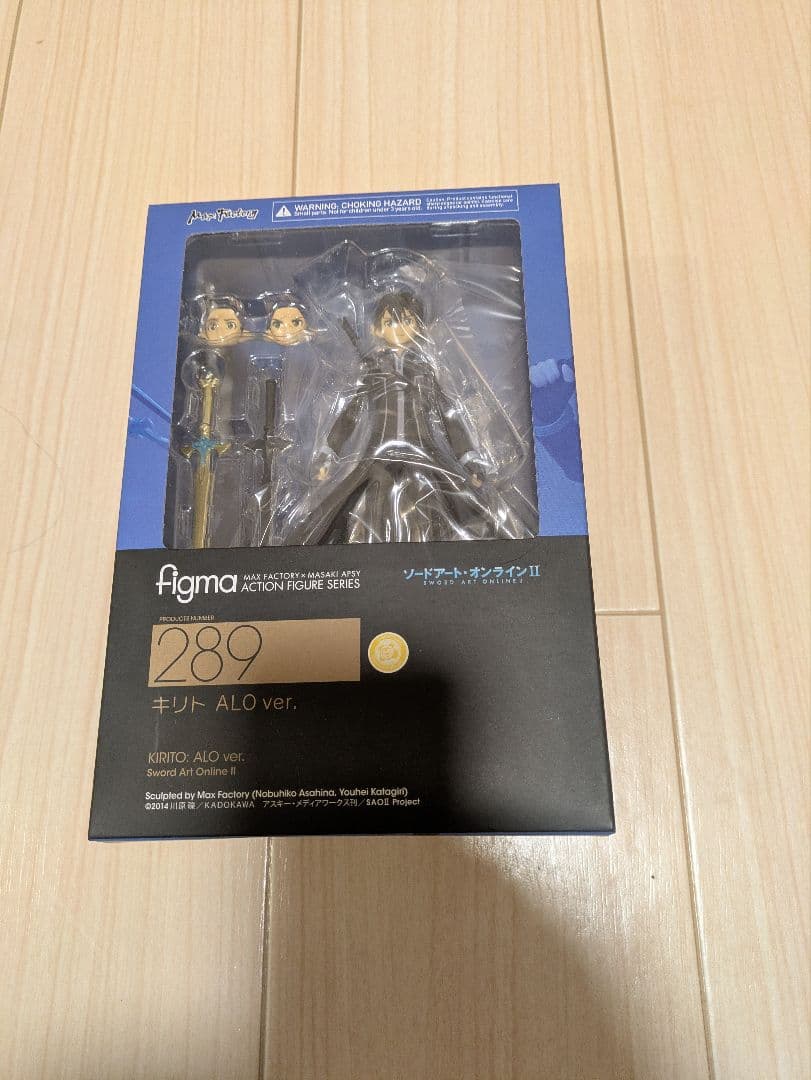 Max Factory
WARNING: CHOKING HAZARD
Small parts. Not for children under 3 years old.
figma
MAX FACTORY × MASAKI APSY
ACTION FIGURE SERIES
ソードアート・オンラインⅡ
SWORD ART ONLINE Ⅱ
PRODUCTS NUMBER
289
キリト ALO ver.
KIRITO: ALO ver.
Sword Art Online II
Sculpted by Max Factory (Nobuhiko Asahina, Youhei Katagiri)
©2014 川原 礫／KADOKAWA アスキー・メディアワークス刊／SAOⅡ Project